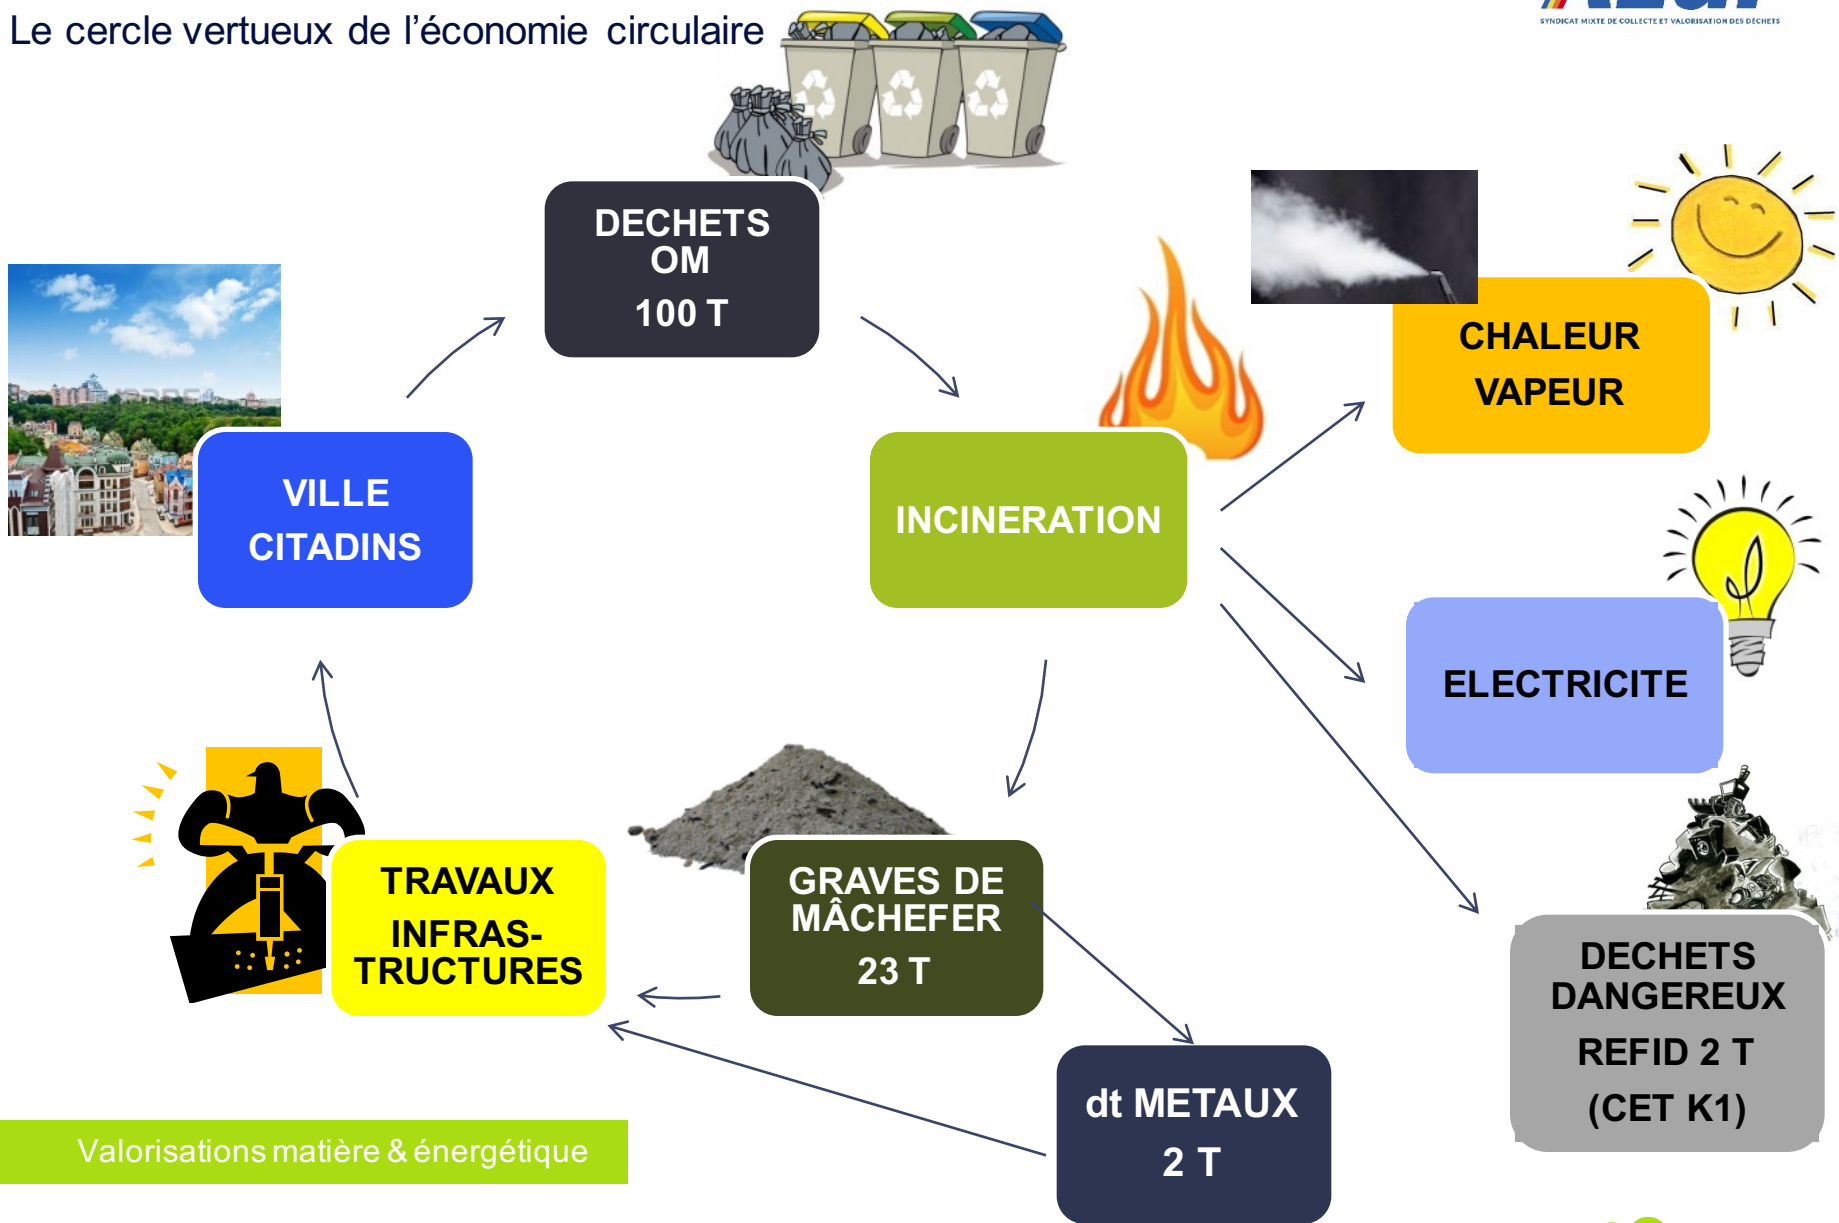 Le cercle vertueux de l'économie circulaire
SYNDICAT MIXTE DE COLLECTE ET VALORISATION DES DÉCHETS
DECHETS
OM
100 T
CHALEUR
VAPEUR
VILLE
CITADINS
INCINERATION
ELECTRICITE
TRAVAUX
INFRAS-
TRUCTURES
GRAVES DE
MÂCHEFER
23 T
DECHETS
DANGEREUX
REFID 2 T
(CET K1)
dt METAUX
2 T
Valorisations matière & énergétique